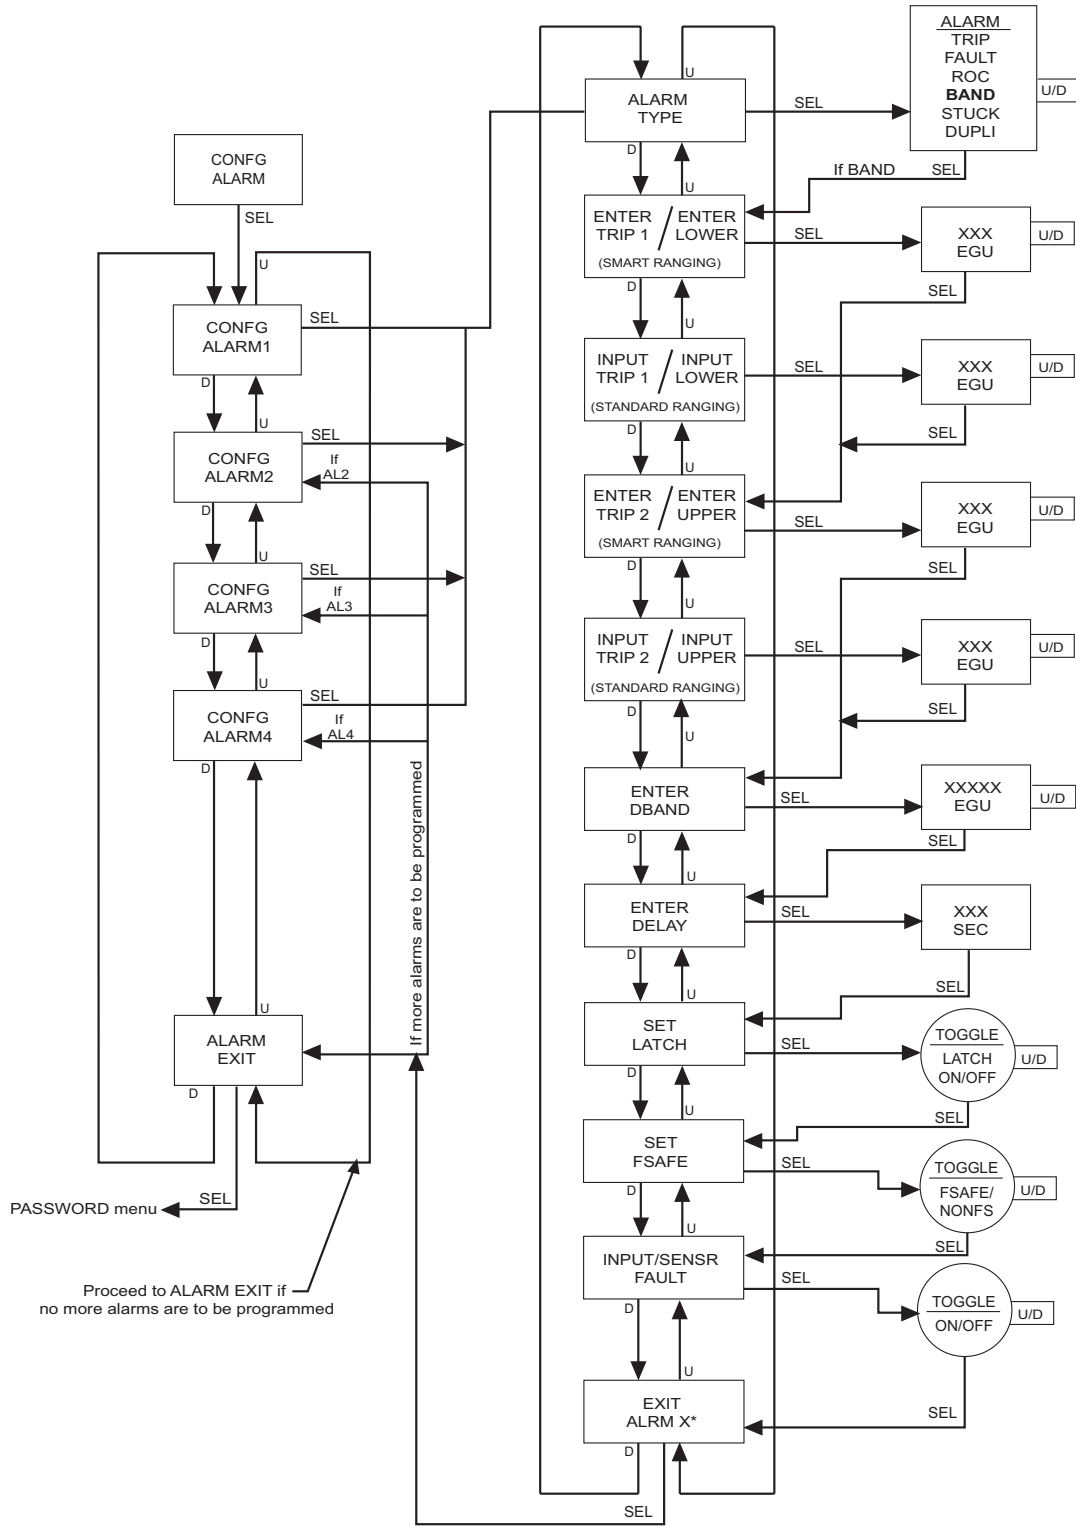 CONFG
ALARM
SEL
U
CONFG
ALARM1
SEL
D
U
CONFG
ALARM2
SEL
If
AL2
D
U
CONFG
ALARM3
SEL
If
AL3
D
U
CONFG
ALARM4
SEL
If
AL4
D
If more alarms are to be programmed
U
ALARM
EXIT
D
SEL
PASSWORD menu
Proceed to ALARM EXIT if
no more alarms are to be programmed
U
ALARM
TYPE
SEL
ALARM
TRIP
FAULT
ROC
BAND
STUCK
DUPLI
U/D
D
U
If BAND
SEL
ENTER
TRIP 1
/
ENTER
LOWER
(SMART RANGING)
SEL
XXX
EGU
U/D
SEL
D
U
INPUT
TRIP 1
/
INPUT
LOWER
(STANDARD RANGING)
SEL
XXX
EGU
U/D
SEL
D
U
ENTER
TRIP 2
/
ENTER
UPPER
(SMART RANGING)
SEL
XXX
EGU
U/D
SEL
D
U
INPUT
TRIP 2
/
INPUT
UPPER
(STANDARD RANGING)
SEL
XXX
EGU
U/D
SEL
D
U
ENTER
DBAND
SEL
XXXXX
EGU
U/D
SEL
D
U
ENTER
DELAY
SEL
XXX
SEC
SEL
D
U
SET
LATCH
SEL
TOGGLE
LATCH
ON/OFF
U/D
SEL
D
U
SET
FSAFE
SEL
TOGGLE
FSAFE/
NONFS
U/D
SEL
D
U
INPUT/SENSR
FAULT
SEL
TOGGLE
ON/OFF
U/D
SEL
D
U
EXIT
ALRM X*
D
SEL